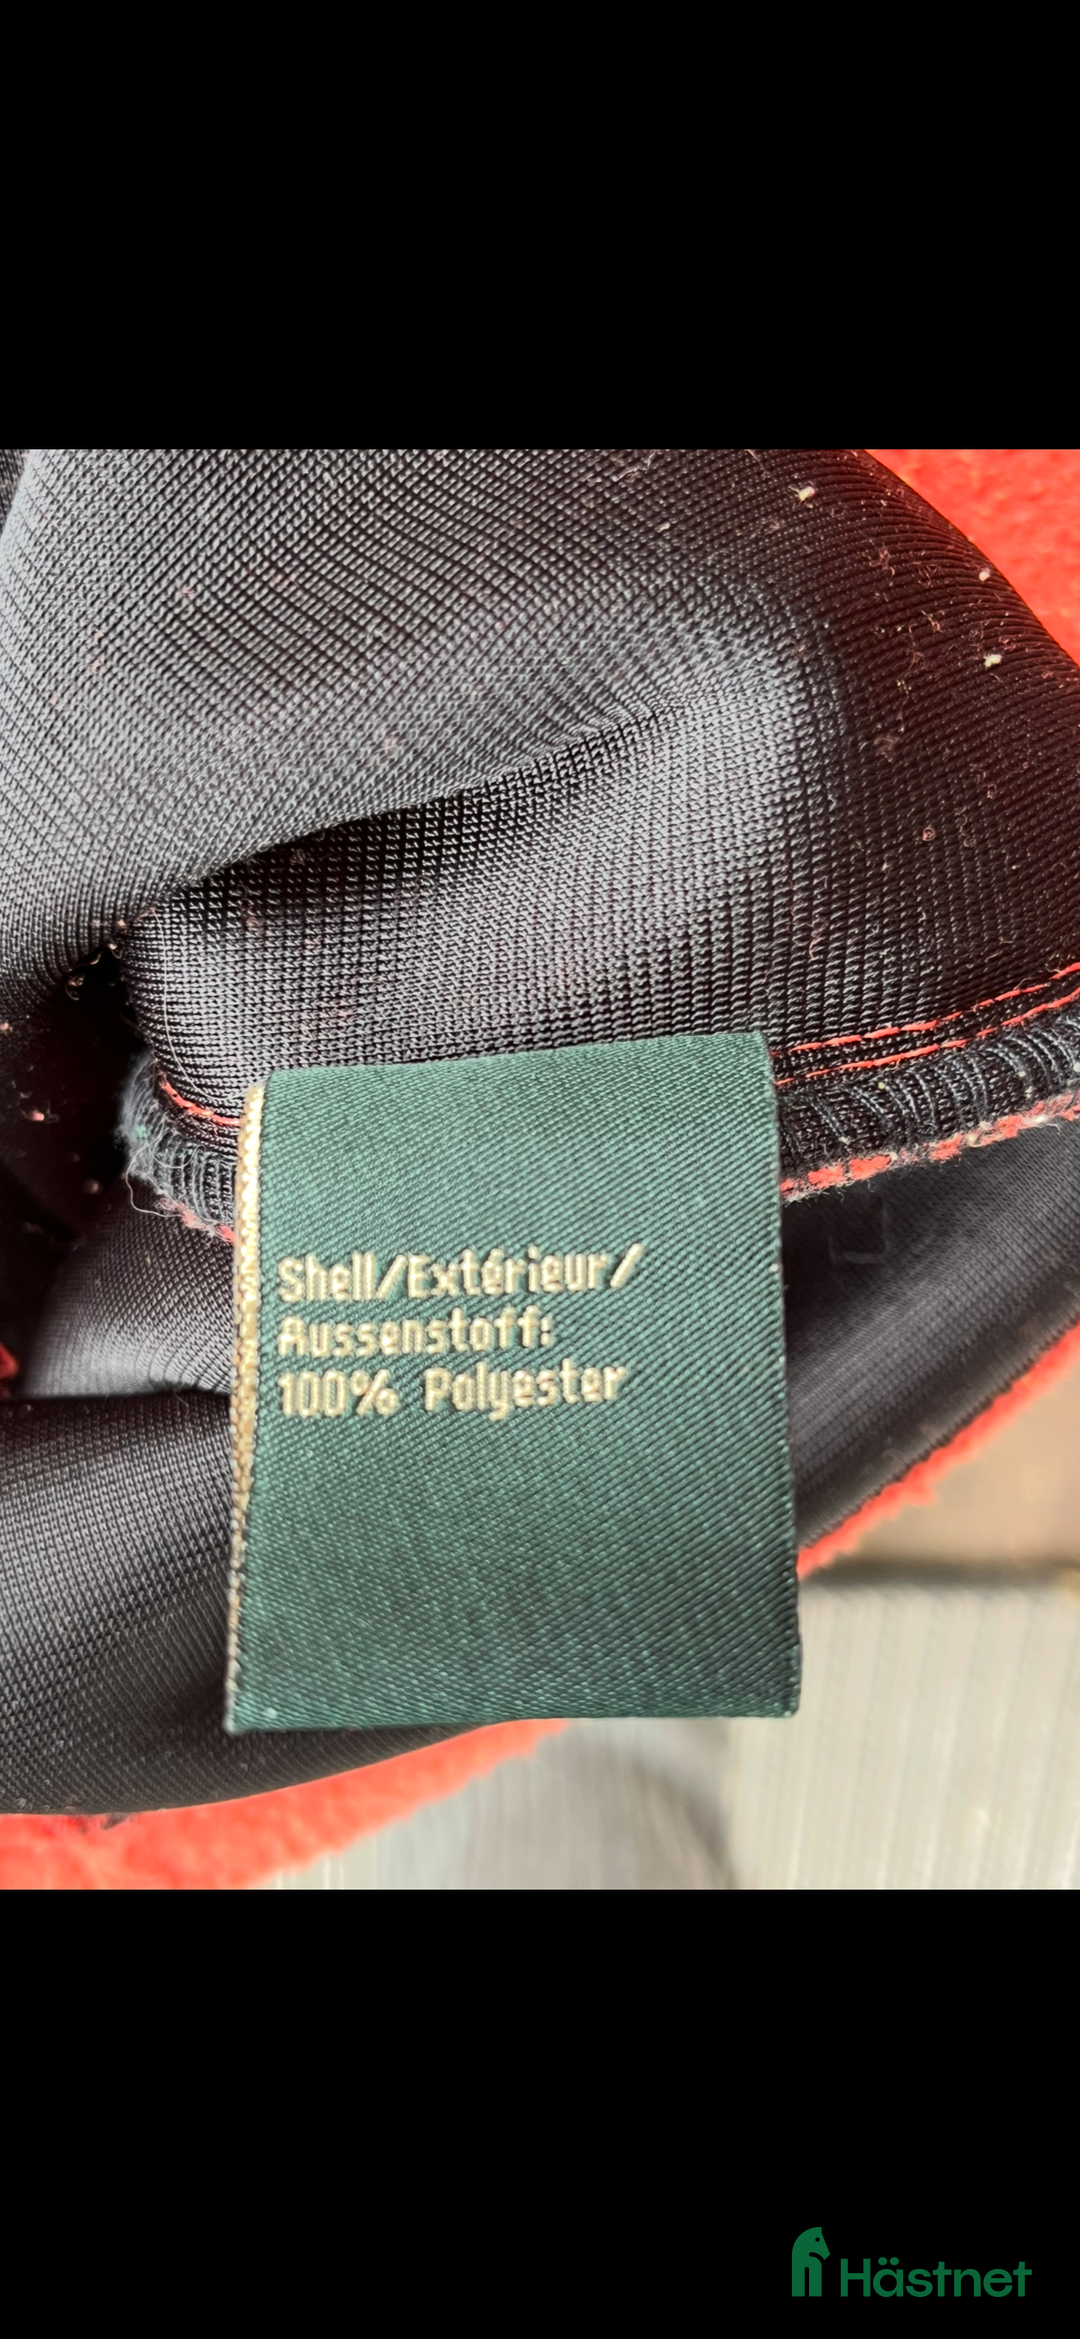 Shell/Extérieur/
Aussenstoff:
100% Polyester
Hästnet